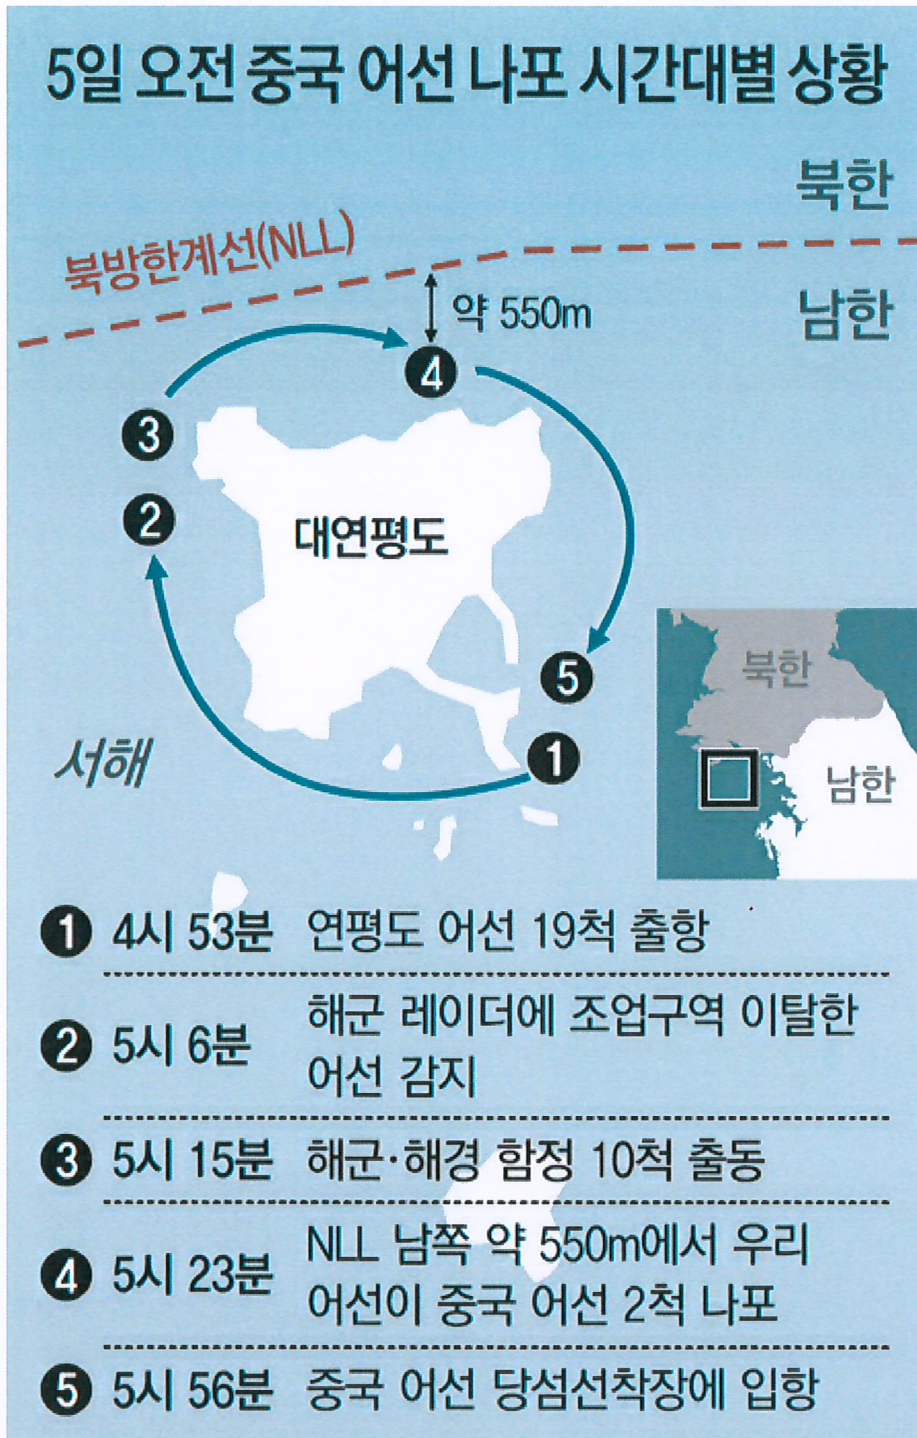 5일 오전 중국 어선 나포 시간대별 상황
북한
북방한계선(NLL)
남한
약 550m
4
3
2
대연평도
5
1
서해
북한
남한
1 4시 53분 연평도 어선 19척 출항
2 5시 6분 해군 레이더에 조업구역 이탈한
어선 감지
3 5시 15분 해군·해경 함정 10척 출동
4 5시 23분 NLL 남쪽 약 550m에서 우리
어선이 중국 어선 2척 나포
5 5시 56분 중국 어선 당섬선착장에 입항